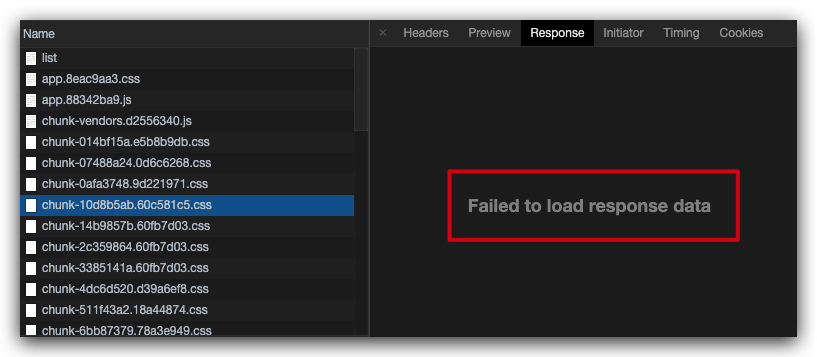 Name
× Headers Preview Response Initiator Timing Cookies
list
app.8eac9aa3.css
app.88342ba9.js
chunk-vendors.d2556340.js
chunk-014bf15a.e5b8b9db.css
chunk-07488a24.0d6c6268.css
chunk-0afa3748.9d221971.css
chunk-10d8b5ab.60c581c5.css
chunk-14b9857b.60fb7d03.css
chunk-2c359864.60fb7d03.css
chunk-3385141a.60fb7d03.css
chunk-4dc6d520.d39a6ef8.css
chunk-511f43a2.18a44874.css
chunk-6bb87379.78a3e949.css
Failed to load response data